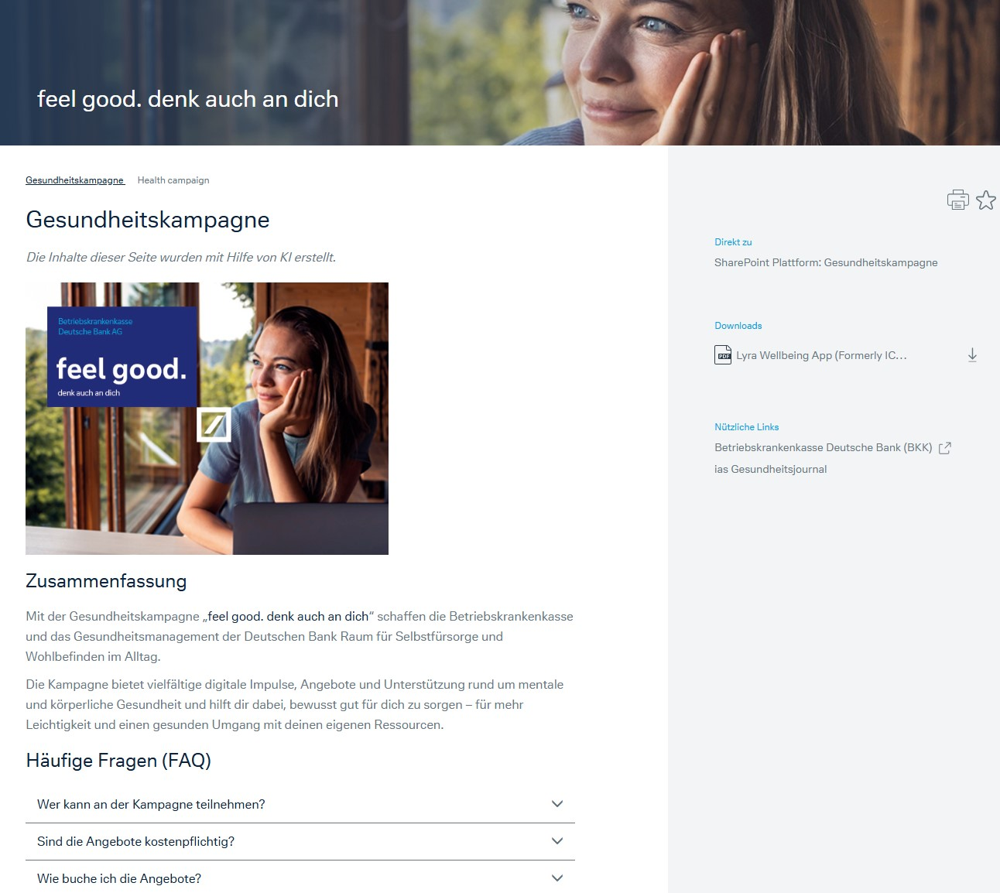 feel good. denk auch an dich
Gesundheitskampagne Health campaign
Gesundheitskampagne
Die Inhalte dieser Seite wurden mit Hilfe von KI erstellt.
Betriebskrankenkasse
Deutsche Bank AG
feel good.
denk auch an dich
Zusammenfassung
Mit der Gesundheitskampagne „feel good. denk auch an dich“ schaffen die Betriebskrankenkasse
und das Gesundheitsmanagement der Deutschen Bank Raum für Selbstfürsorge und
Wohlbefinden im Alltag.
Die Kampagne bietet vielfältige digitale Impulse, Angebote und Unterstützung rund um mentale
und körperliche Gesundheit und hilft dir dabei, bewusst gut für dich zu sorgen – für mehr
Leichtigkeit und einen gesunden Umgang mit deinen eigenen Ressourcen.
Häufige Fragen (FAQ)
Wer kann an der Kampagne teilnehmen?
Sind die Angebote kostenpflichtig?
Wie buche ich die Angebote?
Direkt zu
SharePoint Plattform: Gesundheitskampagne
Downloads
PDF Lyra Wellbeing App (Formerly IC...
Nützliche Links
Betriebskrankenkasse Deutsche Bank (BKK)
ias Gesundheitsjournal